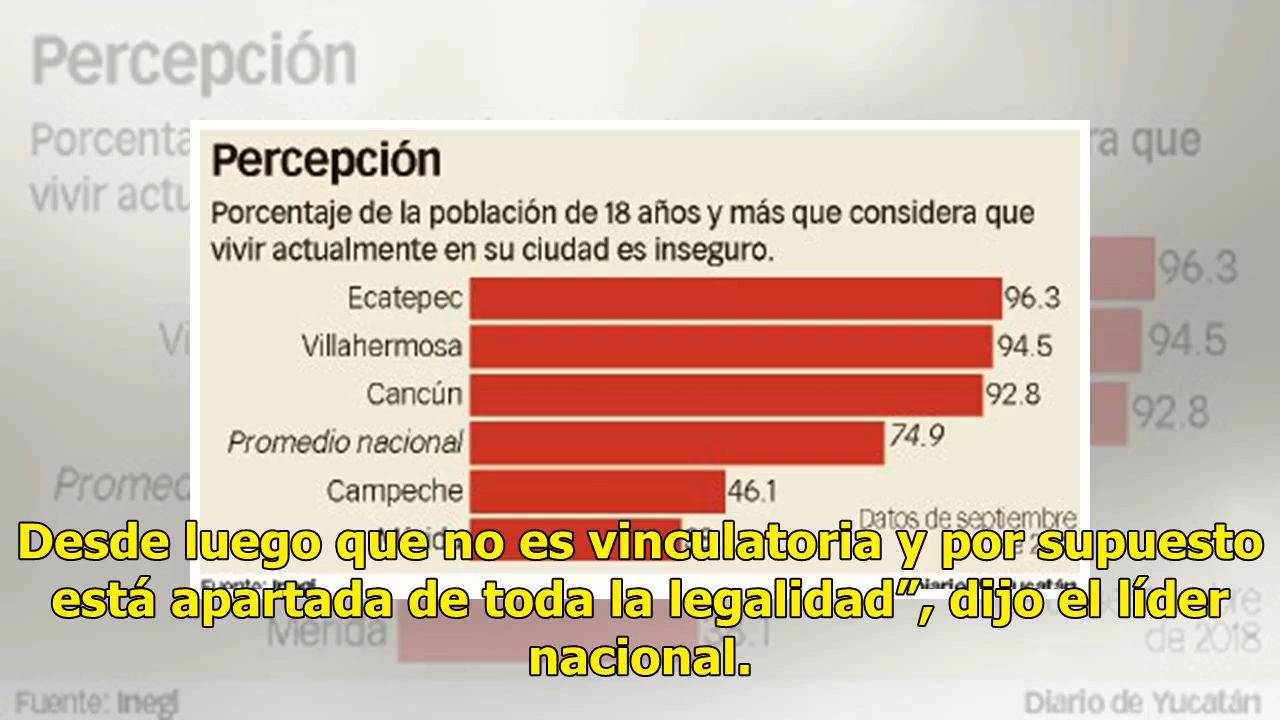 Percepción
Porcentaje de la población de 18 años y más que considera que
vivir actualmente en su ciudad es inseguro.
Ecatepec 96.3
Villahermosa 94.5
Cancún 92.8
Promedio nacional 74.9
Campeche 46.1
Mérida
Datos de septiembre
de 2018
Fuente: Inegi
Diario de Yucatán
Desde luego que no es vinculatoria y por supuesto
está apartada de toda la legalidad”, dijo el líder
nacional.